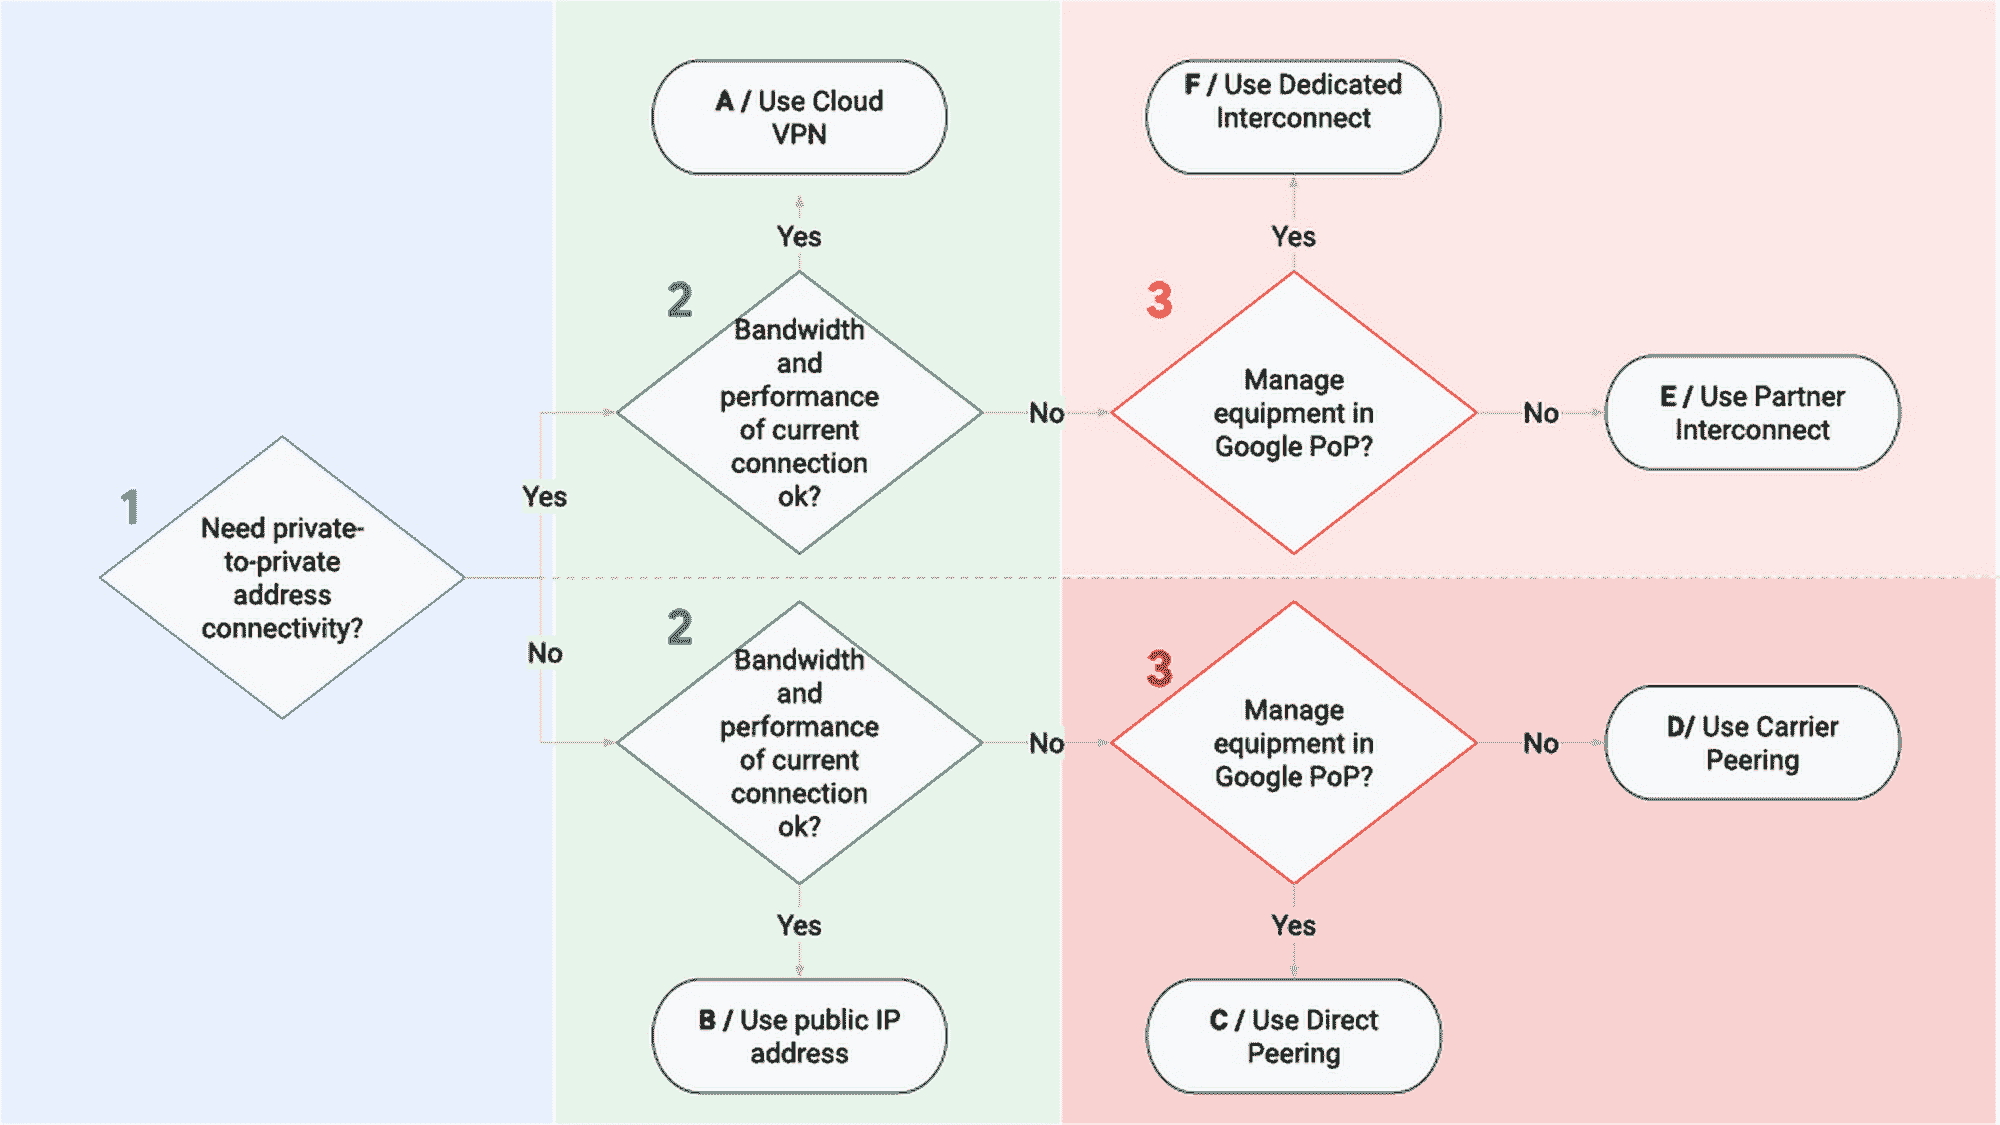 1
Need private-
to-private
address
connectivity?
Yes
No
A / Use Cloud
VPN
Yes
2
Bandwidth
and
performance
of current
connection
ok?
No
F / Use Dedicated
Interconnect
Yes
3
Manage
equipment in
Google PoP?
No
E / Use Partner
Interconnect
2
Bandwidth
and
performance
of current
connection
ok?
No
Yes
B / Use public IP
address
3
Manage
equipment in
Google PoP?
No
D/ Use Carrier
Peering
Yes
C / Use Direct
Peering